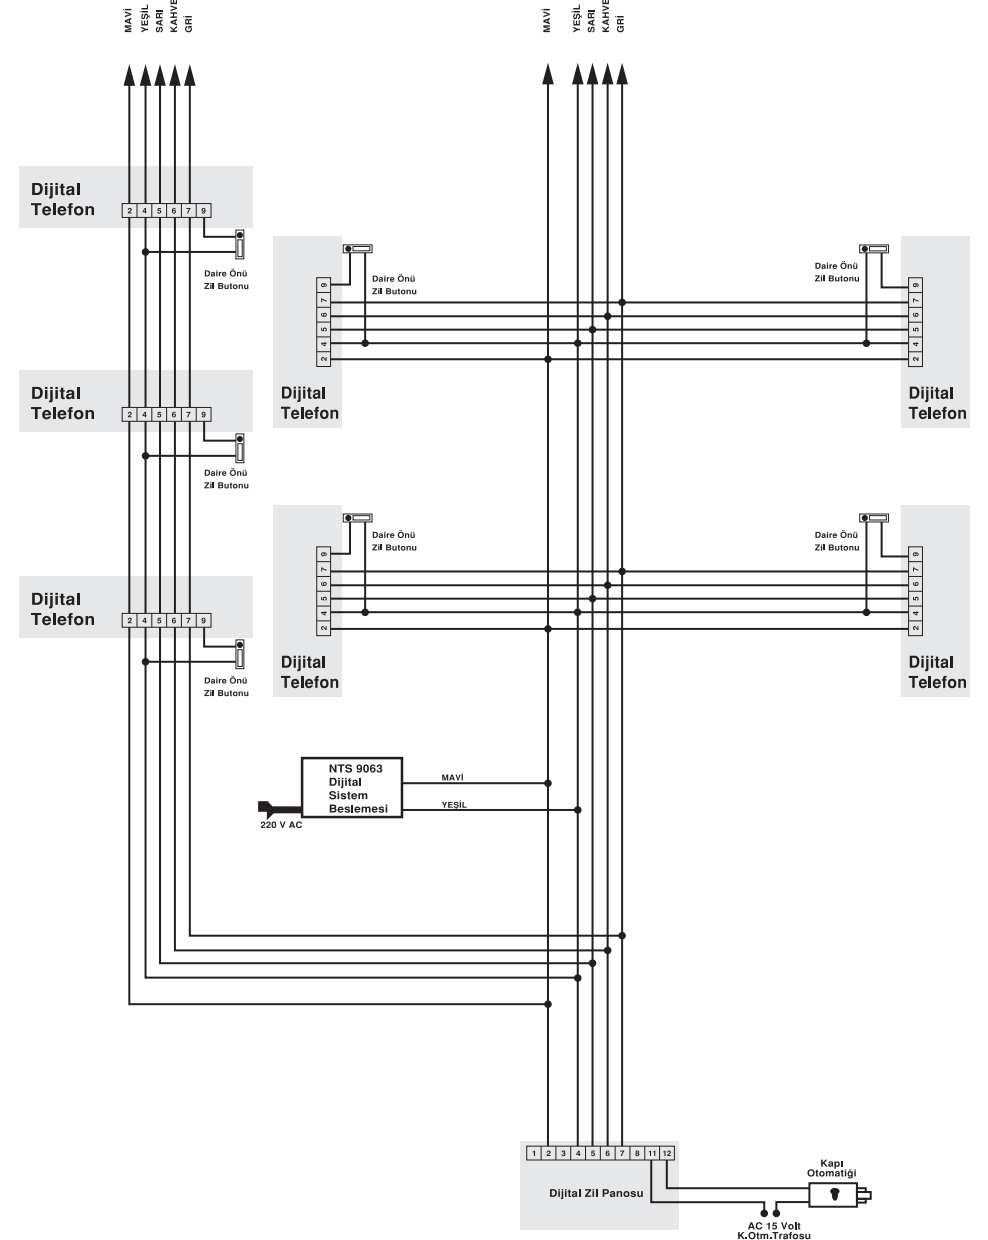 MAVİ
YEŞİL
SARI
KAHVE
GRİ
MAVİ
YEŞİL
SARI
KAHVE
GRİ
Dijital
Telefon
2 4 5 6 7 9
Daire Önü
Zil Butonu
Dijital
Telefon
2 4 5 6 7 9
Daire Önü
Zil Butonu
Dijital
Telefon
2 4 5 6 7 9
Daire Önü
Zil Butonu
Daire Önü
Zil Butonu
9
7
6
5
4
2
Dijital
Telefon
Daire Önü
Zil Butonu
9
7
6
5
4
2
Dijital
Telefon
Daire Önü
Zil Butonu
9
7
6
5
4
2
Dijital
Telefon
Daire Önü
Zil Butonu
9
7
6
5
4
2
Dijital
Telefon
NTS 9063
Dijital
Sistem
Beslemesi
MAVİ
YEŞİL
220 V AC
1 2 3 4 5 6 7 8 11 12
Dijital Zil Panosu
Kapı
Otomatiği
AC 15 Volt
K.Otm.Trafosu